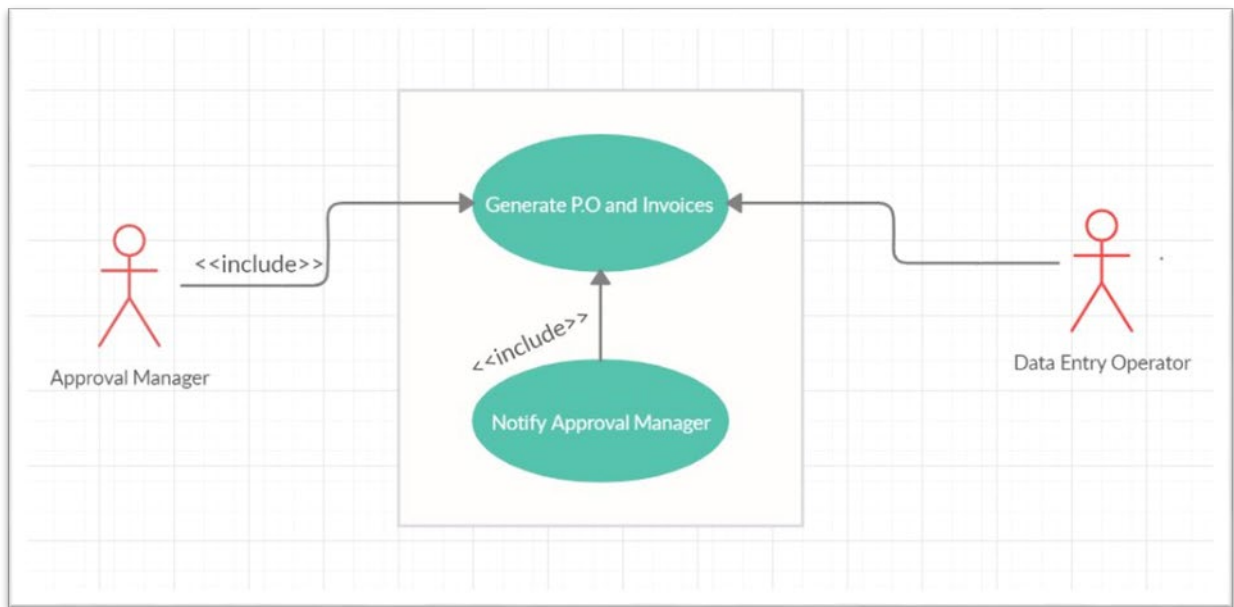 Generate P.O and Invoices
<<include>>
<<include>>
Approval Manager
Data Entry Operator
Notify Approval Manager